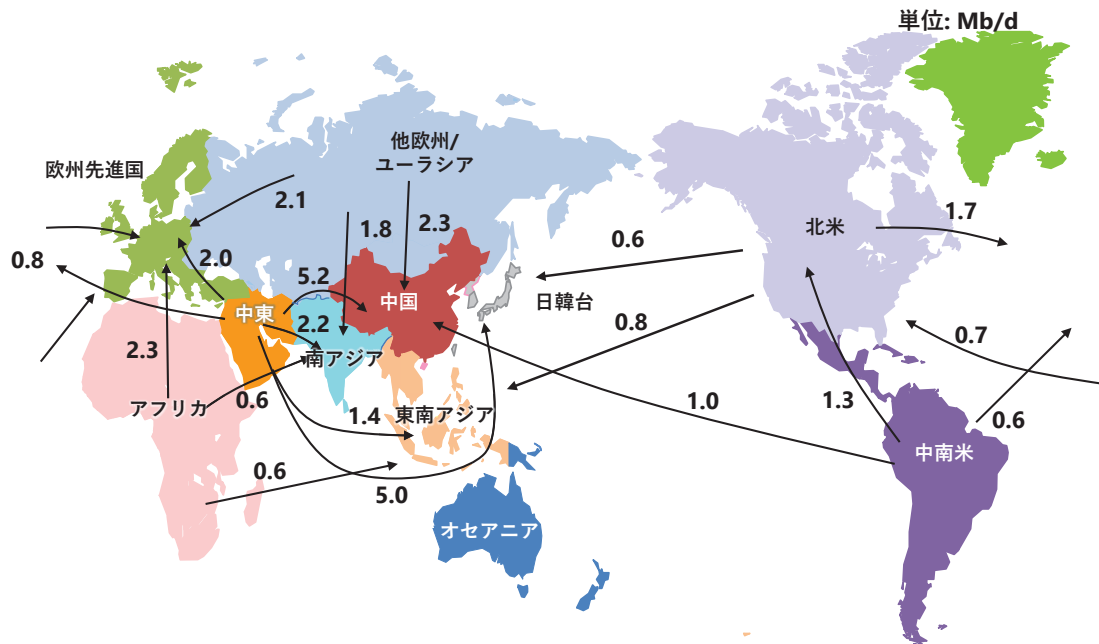 単位: Mb/d
他欧州/
ユーラシア
欧州先進国
2.1
1.8
2.3
北米
1.7
0.6
0.8
2.0
5.2
中国
日韓台
中東
2.2
0.8
0.7
2.3
南アジア
アフリカ
0.6
1.4
東南アジア
1.0
1.3
0.6
中南米
0.6
5.0
オセアニア